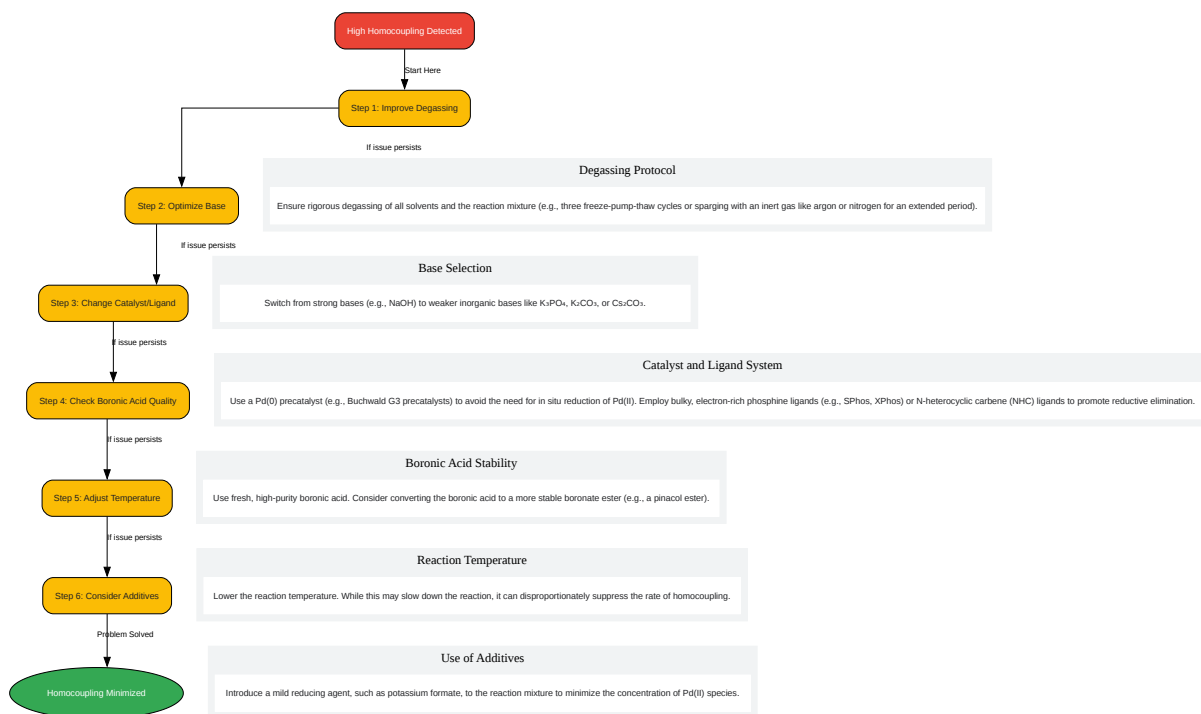 High Homocoupling Detected
Start Here
Step 1: Improve Degassing
If issue persists
Degassing Protocol
Ensure rigorous degassing of all solvents and the reaction mixture (e.g., three freeze-pump-thaw cycles or sparging with an inert gas like argon or nitrogen for an extended period).
Step 2: Optimize Base
If issue persists
Base Selection
Switch from strong bases (e.g., NaOH) to weaker inorganic bases like K₃PO₄, K₂CO₃, or Cs₂CO₃.
Step 3: Change Catalyst/Ligand
If issue persists
Catalyst and Ligand System
Use a Pd(0) precatalyst (e.g., Buchwald G3 precatalysts) to avoid the need for in situ reduction of Pd(II). Employ bulky, electron-rich phosphine ligands (e.g., SPhos, XPhos) or N-heterocyclic carbene (NHC) ligands to promote reductive elimination.
Step 4: Check Boronic Acid Quality
If issue persists
Boronic Acid Stability
Use fresh, high-purity boronic acid. Consider converting the boronic acid to a more stable boronate ester (e.g., a pinacol ester).
Step 5: Adjust Temperature
If issue persists
Reaction Temperature
Lower the reaction temperature. While this may slow down the reaction, it can disproportionately suppress the rate of homocoupling.
Step 6: Consider Additives
Problem Solved
Use of Additives
Introduce a mild reducing agent, such as potassium formate, to the reaction mixture to minimize the concentration of Pd(II) species.
Homocoupling Minimized